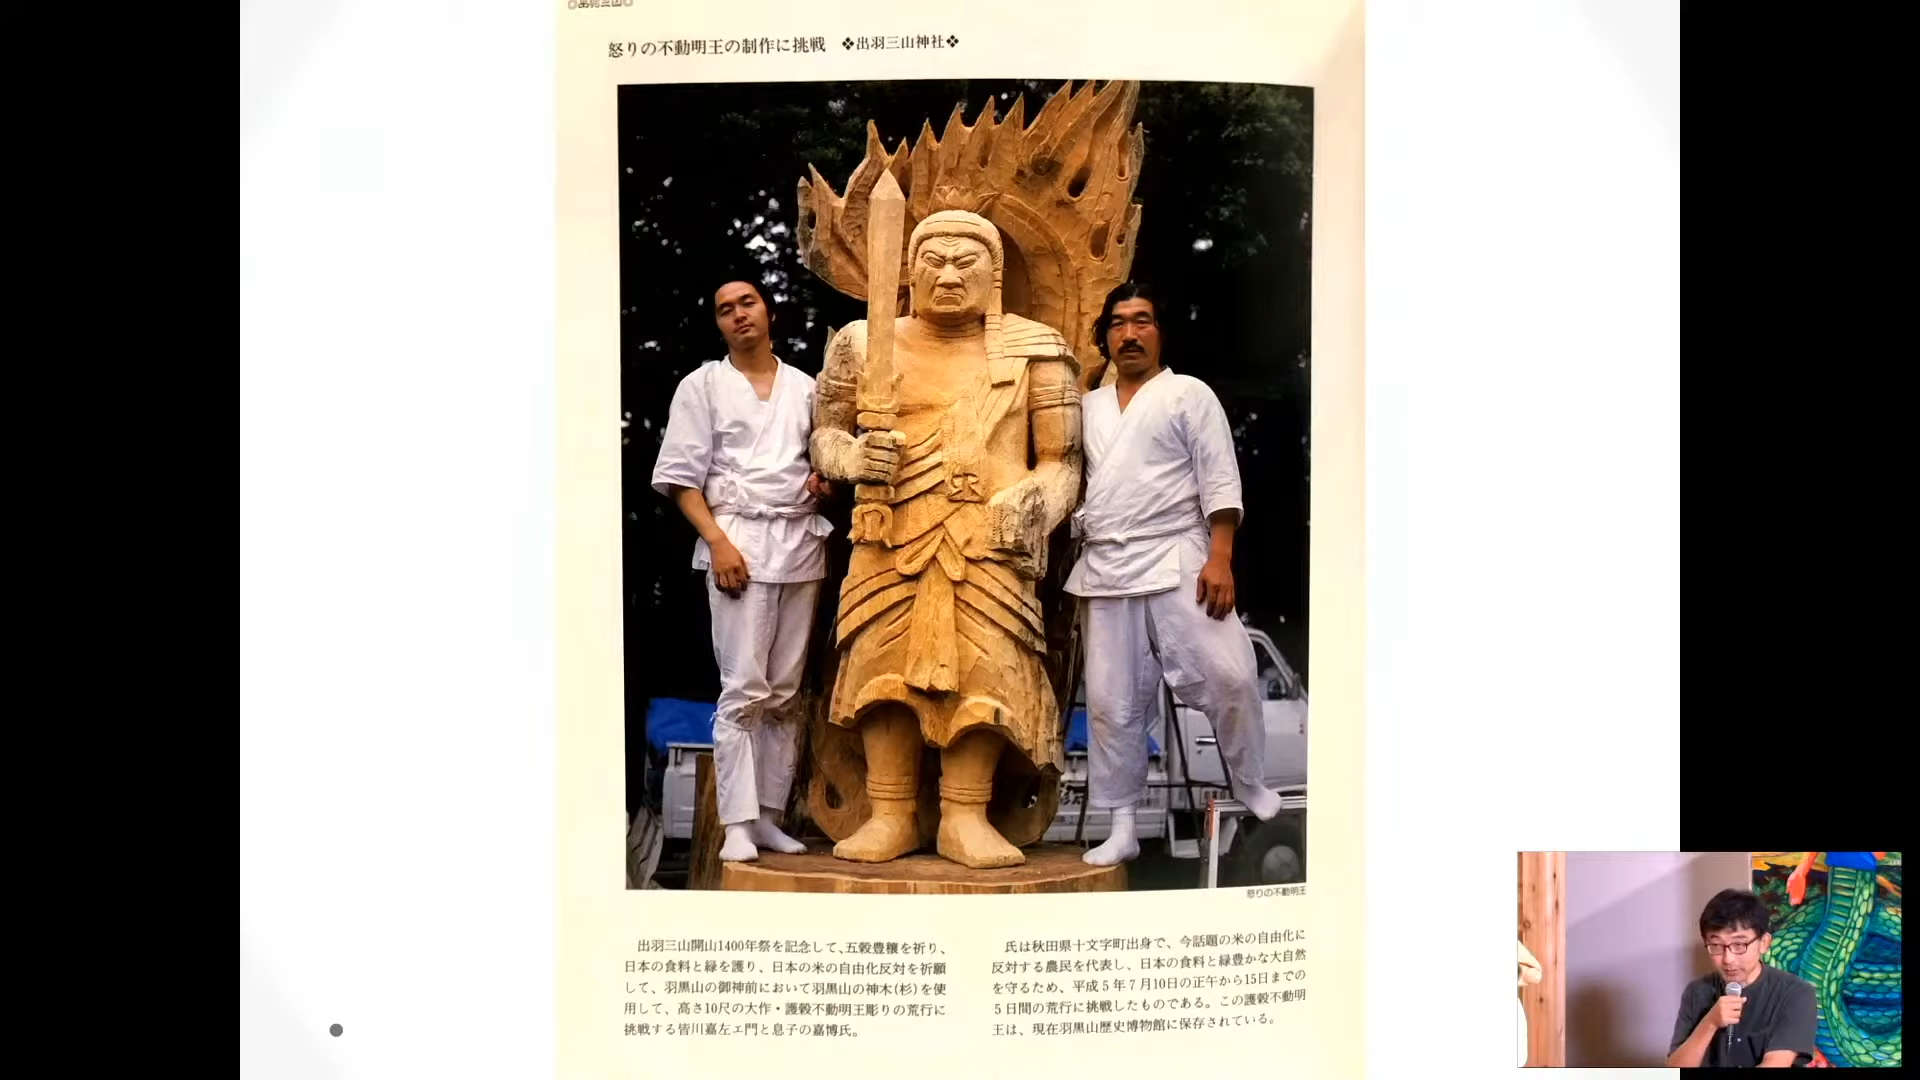 ◎出羽三山◎
怒りの不動明王の制作に挑戦 ❖出羽三山神社❖
怒りの不動明王
出羽三山開山1400年祭を記念して、五穀豊穣を祈り、
日本の食料と緑を護り、日本の米の自由化反対を祈願
して、羽黒山の御神前において羽黒山の神木(杉)を使
用して、高さ10尺の大作・護穀不動明王彫りの荒行に
挑戦する皆川嘉左エ門と息子の嘉博氏。
氏は秋田県十文字町出身で、今話題の米の自由化に
反対する農民を代表し、日本の食料と緑豊かな大自然
を守るため、平成5年7月10日の正午から15日までの
5日間の荒行に挑戦したものである。この護穀不動明
王は、現在羽黒山歴史博物館に保存されている。